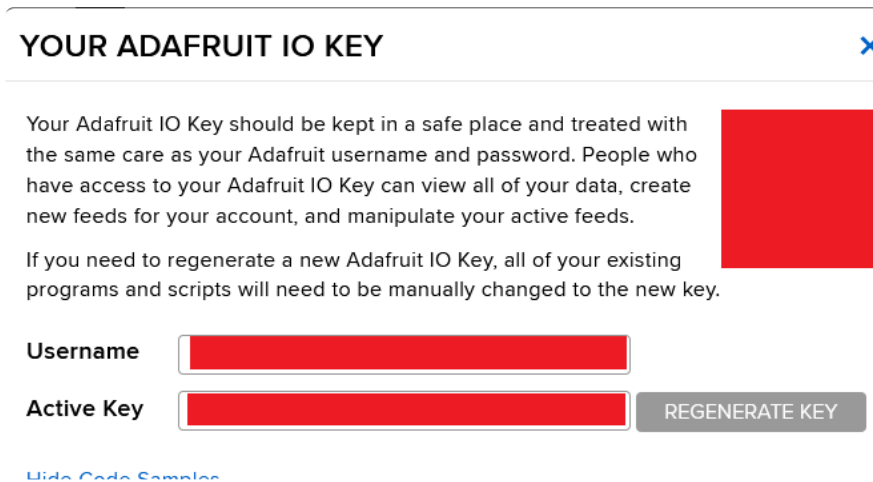 YOUR ADAFRUIT IO KEY
Your Adafruit IO Key should be kept in a safe place and treated with
the same care as your Adafruit username and password. People who
have access to your Adafruit IO Key can view all of your data, create
new feeds for your account, and manipulate your active feeds.
If you need to regenerate a new Adafruit IO Key, all of your existing
programs and scripts will need to be manually changed to the new key.
Username
Active Key
REGENERATE KEY
Hide Code Samples